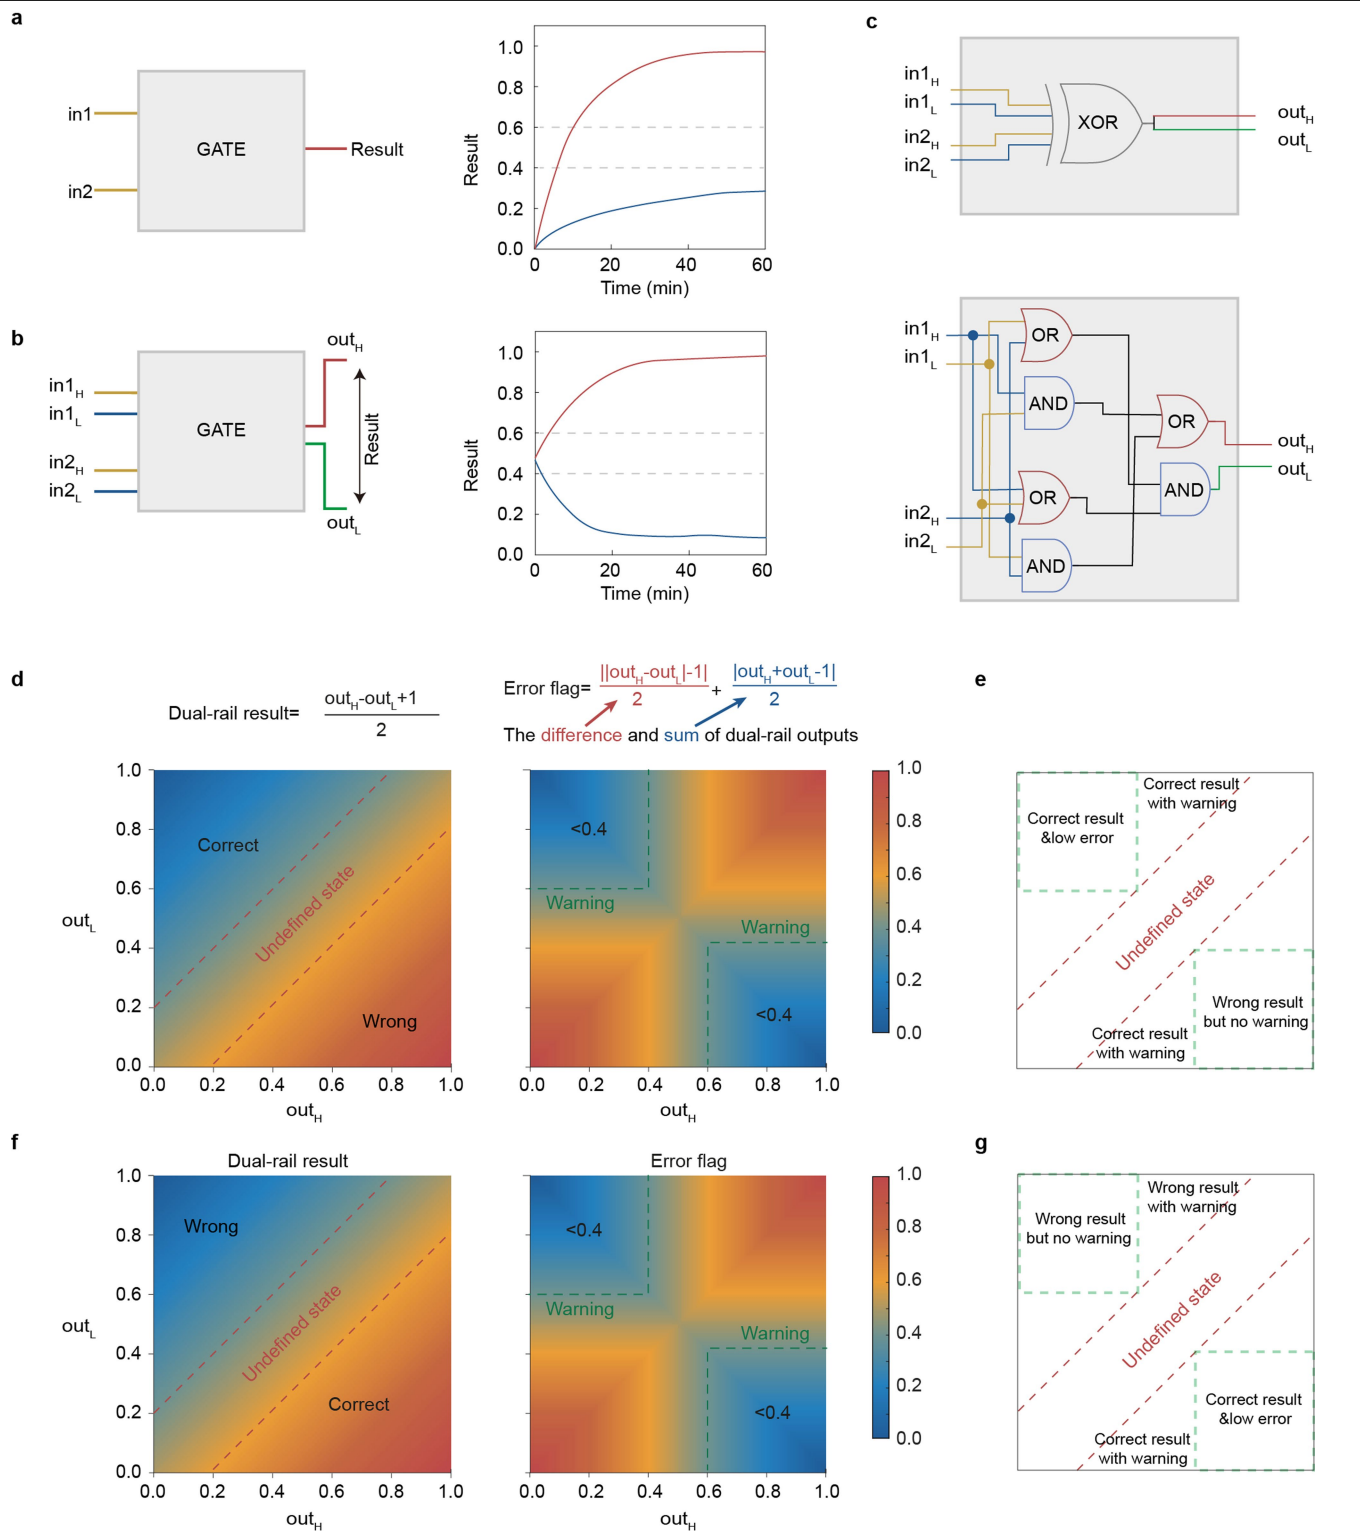 a
in1
in2
GATE
Result
Result
1.0
0.8
0.6
0.4
0.2
0.0
0
20
40
60
Time (min)
c
in1H
in1L
in2H
in2L
XOR
outH
outL
b
in1H
in1L
in2H
in2L
GATE
outH
Result
outL
Result
1.0
0.8
0.6
0.4
0.2
0.0
0
20
40
60
Time (min)
in1H
in1L
in2H
in2L
OR
AND
OR
AND
OR
AND
outH
outL
d
Dual-rail result= outH-outL+1
2
Error flag= ||outH-outL|-1|
2
+ |outH+outL-1|
2
The difference and sum of dual-rail outputs
outL
1.0
0.8
0.6
0.4
0.2
0.0
Correct
Undefined state
Wrong
0.0 0.2 0.4 0.6 0.8 1.0
outH
<0.4
Warning
Warning
<0.4
0.0 0.2 0.4 0.6 0.8 1.0
outH
1.0
0.8
0.6
0.4
0.2
0.0
e
Correct result
&low error
Correct result
with warning
Undefined state
Correct result
with warning
Wrong result
but no warning
f
Dual-rail result
outL
1.0
0.8
0.6
0.4
0.2
0.0
Wrong
Undefined state
Correct
0.0 0.2 0.4 0.6 0.8 1.0
outH
Error flag
<0.4
Warning
Warning
<0.4
0.0 0.2 0.4 0.6 0.8 1.0
outH
1.0
0.8
0.6
0.4
0.2
0.0
g
Wrong result
but no warning
Wrong result
with warning
Undefined state
Correct result
with warning
Correct result
&low error